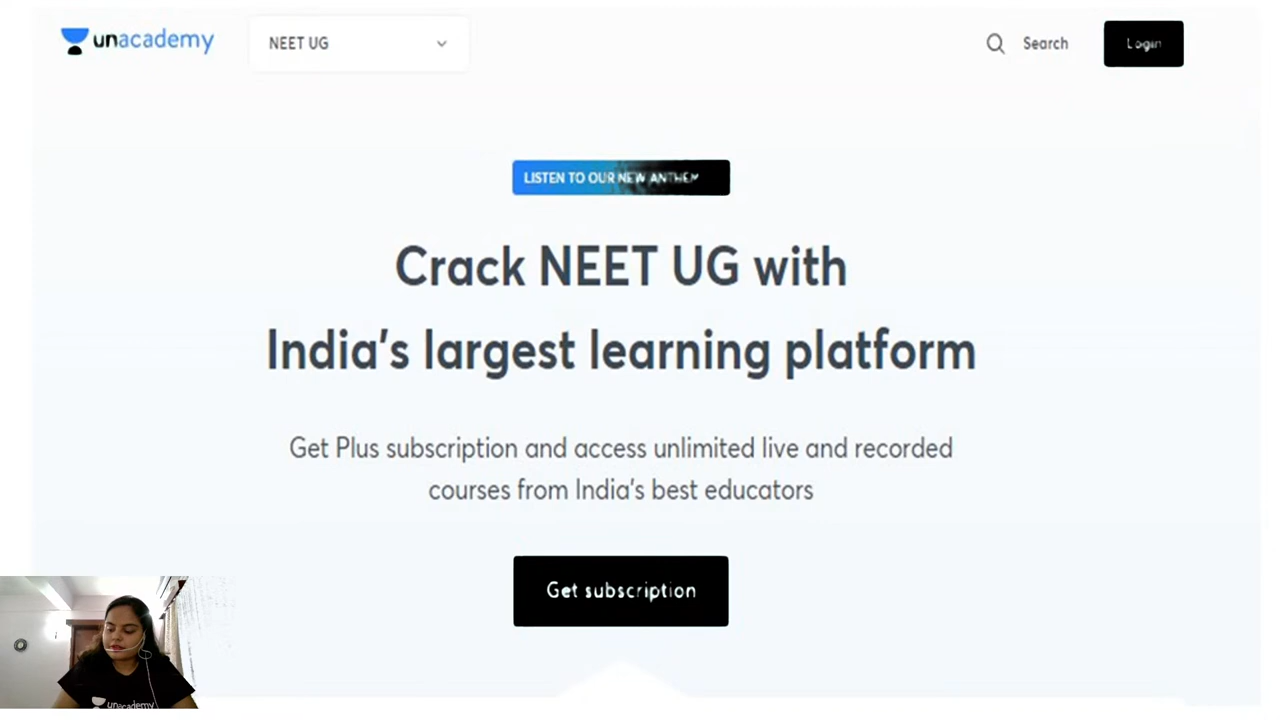 unacademy
NEET UG
Search
Login
LISTEN TO OUR NEW ANTHEM
Crack NEET UG with
India's largest learning platform
Get Plus subscription and access unlimited live and recorded
courses from India's best educators
Get subscription
unacademy